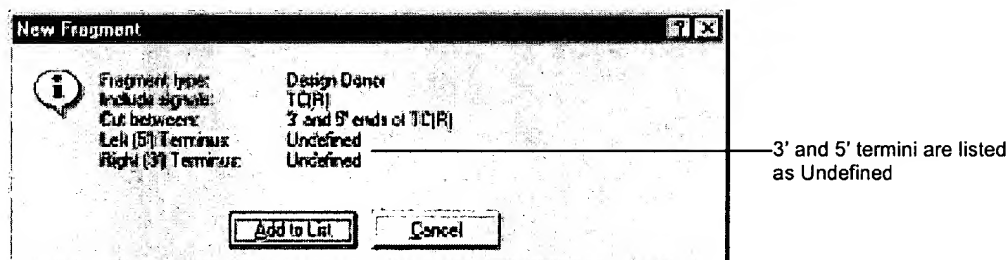 New Fragment
Fragment type: Design Donor
Include signals: TC(R)
Cut between: 3' and 5' ends of TC(R)
Left (5') Terminus: Undefined
Right (3') Terminus: Undefined
3' and 5' termini are listed
as Undefined
Add to List Cancel